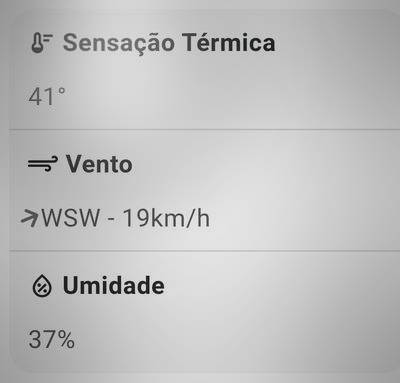 Sensação Térmica
41°
Vento
WSW - 19km/h
Umidade
37%